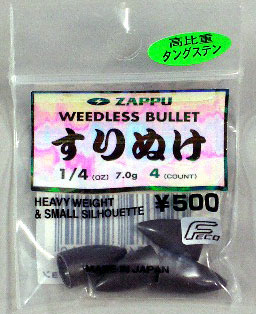 高比重
タングステン
ZAPPU
WEEDLESS BULLET
すりぬけ
1/4 (OZ) 7.0g 4 (COUNT)
HEAVY WEIGHT
& SMALL SILHOUETTE
¥500
Feco
MADE IN JAPAN